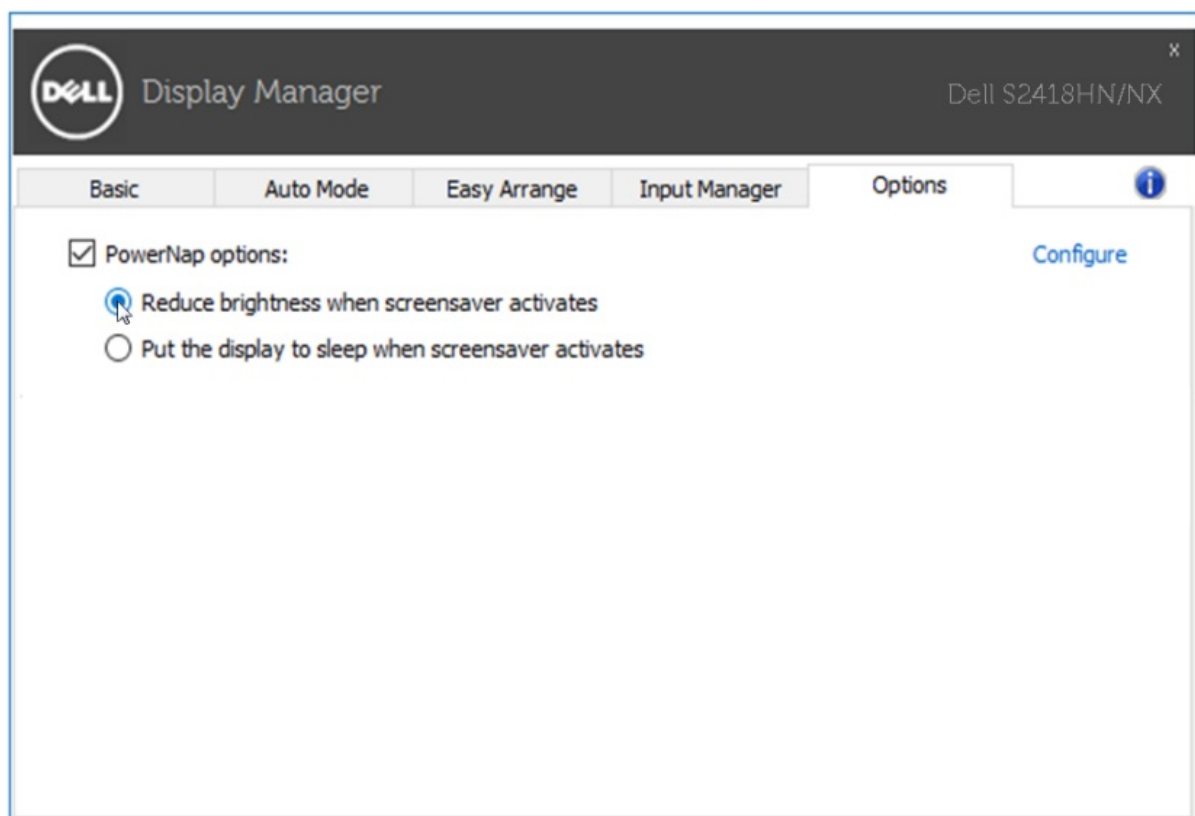 DELL Display Manager
x
Dell S2418HN/NX
Basic Auto Mode Easy Arrange Input Manager Options i
PowerNap options: Configure
Reduce brightness when screensaver activates
Put the display to sleep when screensaver activates